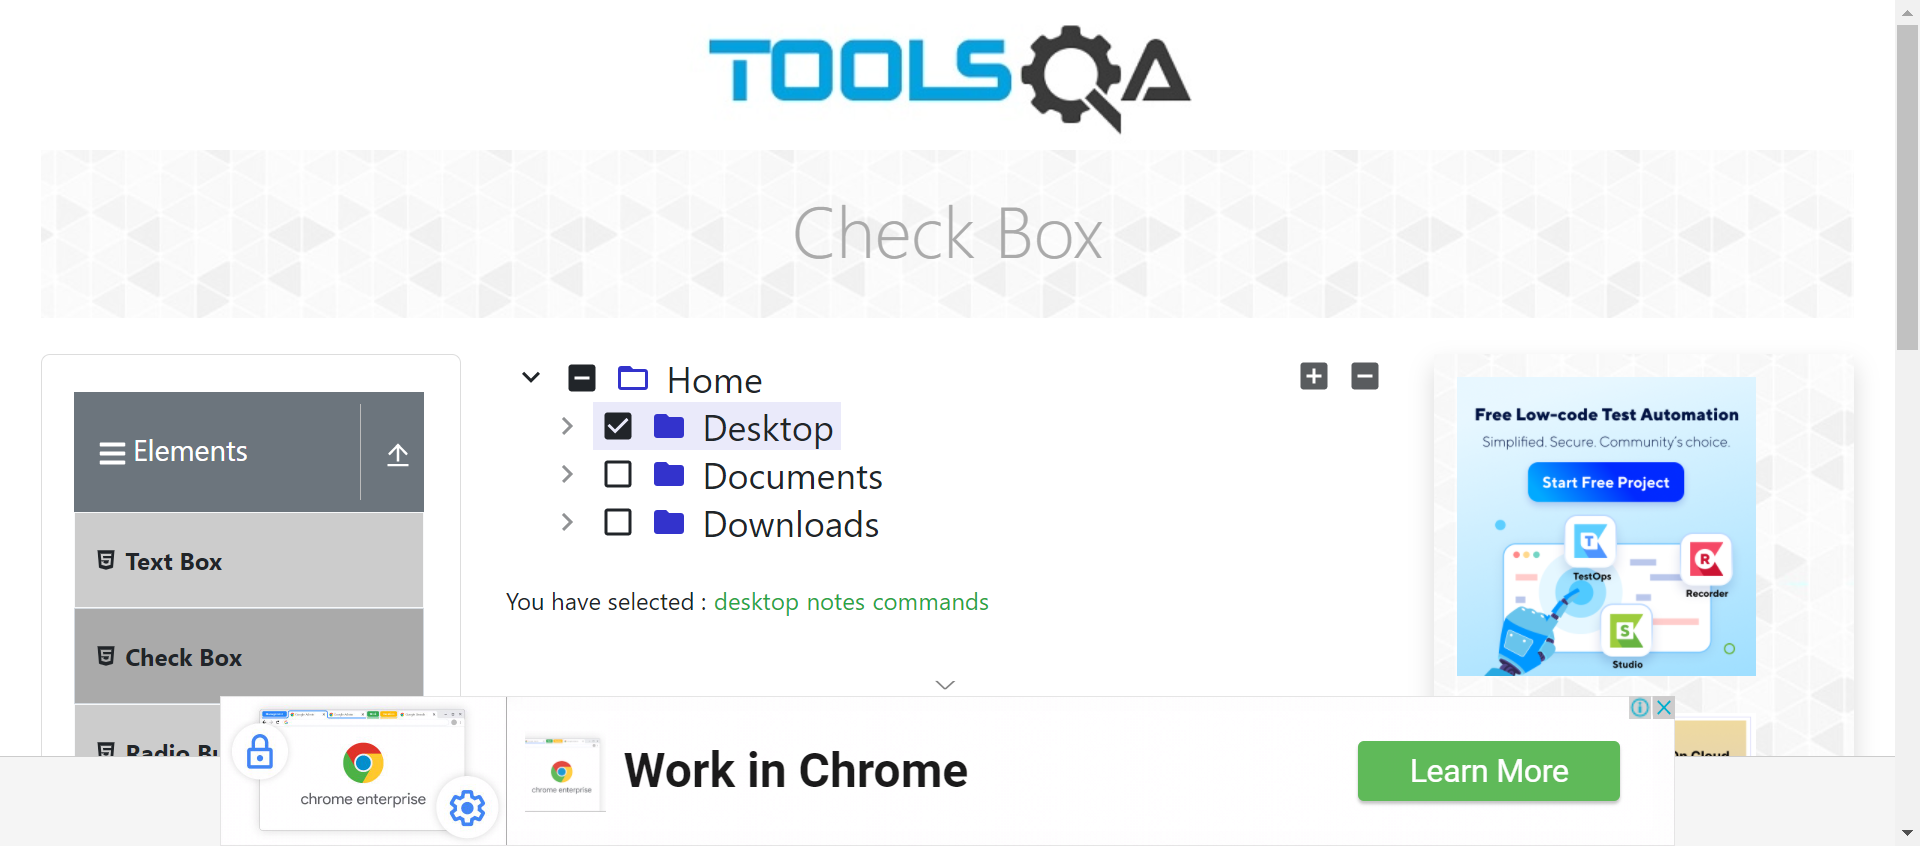 TOOLSQA
Check Box
Elements
Text Box
Check Box
Radio Bu
Home
Desktop
Documents
Downloads
You have selected : desktop notes commands
Free Low-code Test Automation
Simplified. Secure. Community's choice.
Start Free Project
TestOps
Recorder
Studio
On Cloud
chrome enterprise
chrome enterprise
Work in Chrome
Learn More